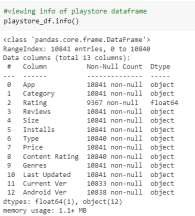 #viewing info of playstore dataframe
playstore_df.info()
<class 'pandas.core.frame.DataFrame'>
RangeIndex: 10841 entries, 0 to 10840
Data columns (total 13 columns):
# Column Non-Null Count Dtype
--- ------ -------------- -----
0 App 10841 non-null object
1 Category 10841 non-null object
2 Rating 9367 non-null float64
3 Reviews 10841 non-null object
4 Size 10841 non-null object
5 Installs 10841 non-null object
6 Type 10840 non-null object
7 Price 10841 non-null object
8 Content Rating 10840 non-null object
9 Genres 10841 non-null object
10 Last Updated 10841 non-null object
11 Current Ver 10833 non-null object
12 Android Ver 10838 non-null object
dtypes: float64(1), object(12)
memory usage: 1.1+ MB